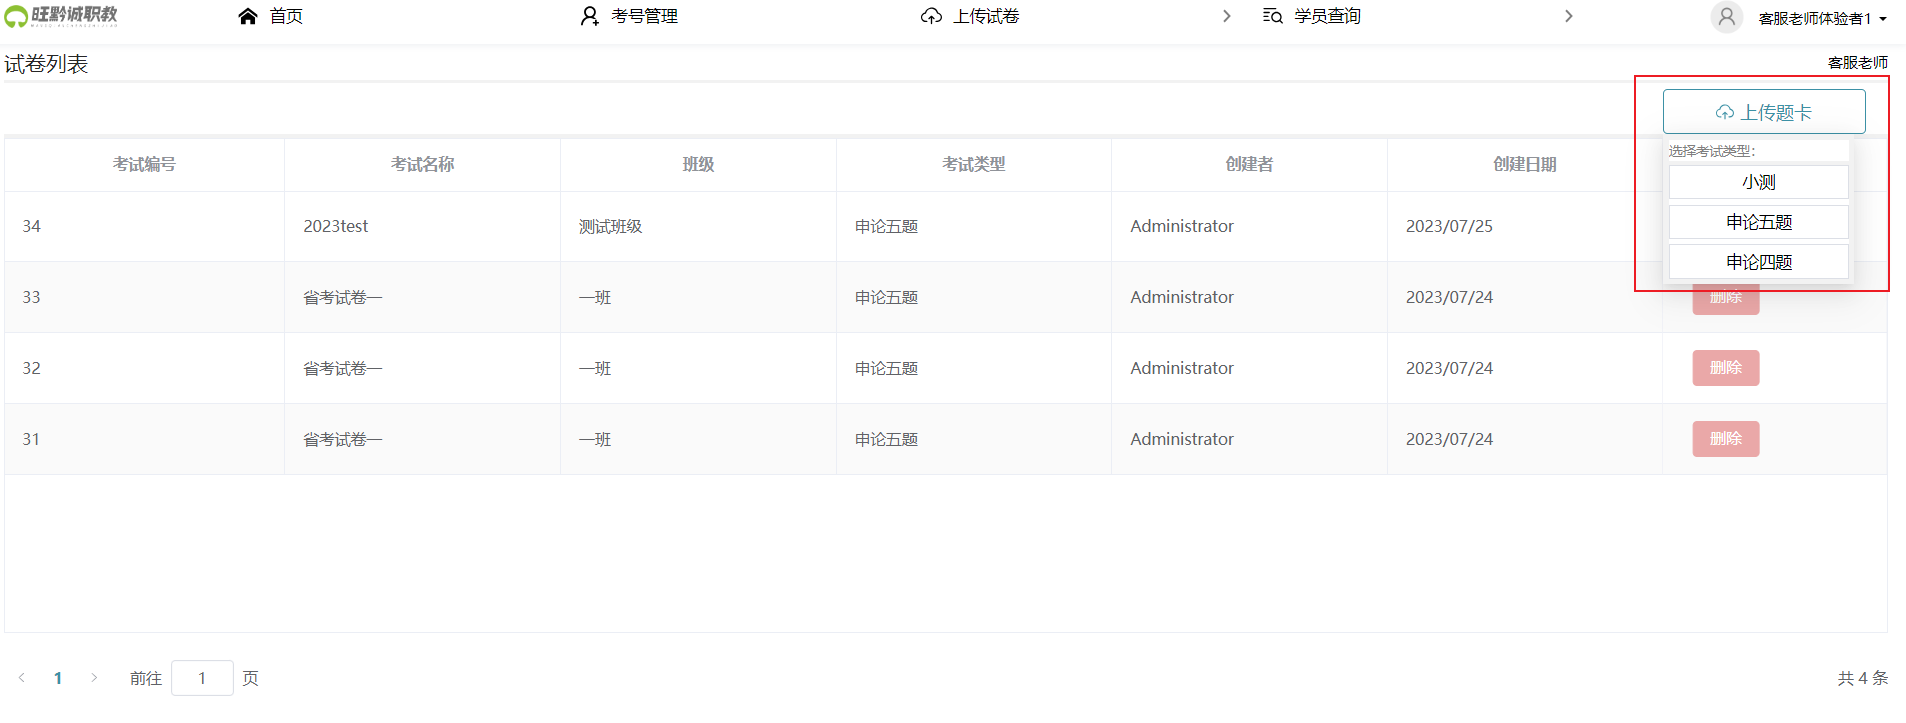 旺黔诚职教
首页
考号管理
上传试卷
学员查询
客服老师体验者1
试卷列表
客服老师
上传题卡
选择考试类型:
小测
申论五题
申论四题
考试编号 考试名称 班级 考试类型 创建者 创建日期
34 2023test 测试班级 申论五题 Administrator 2023/07/25
33 省考试卷一 一班 申论五题 Administrator 2023/07/24 删除
32 省考试卷一 一班 申论五题 Administrator 2023/07/24 删除
31 省考试卷一 一班 申论五题 Administrator 2023/07/24 删除
1 前往 1 页
共 4 条